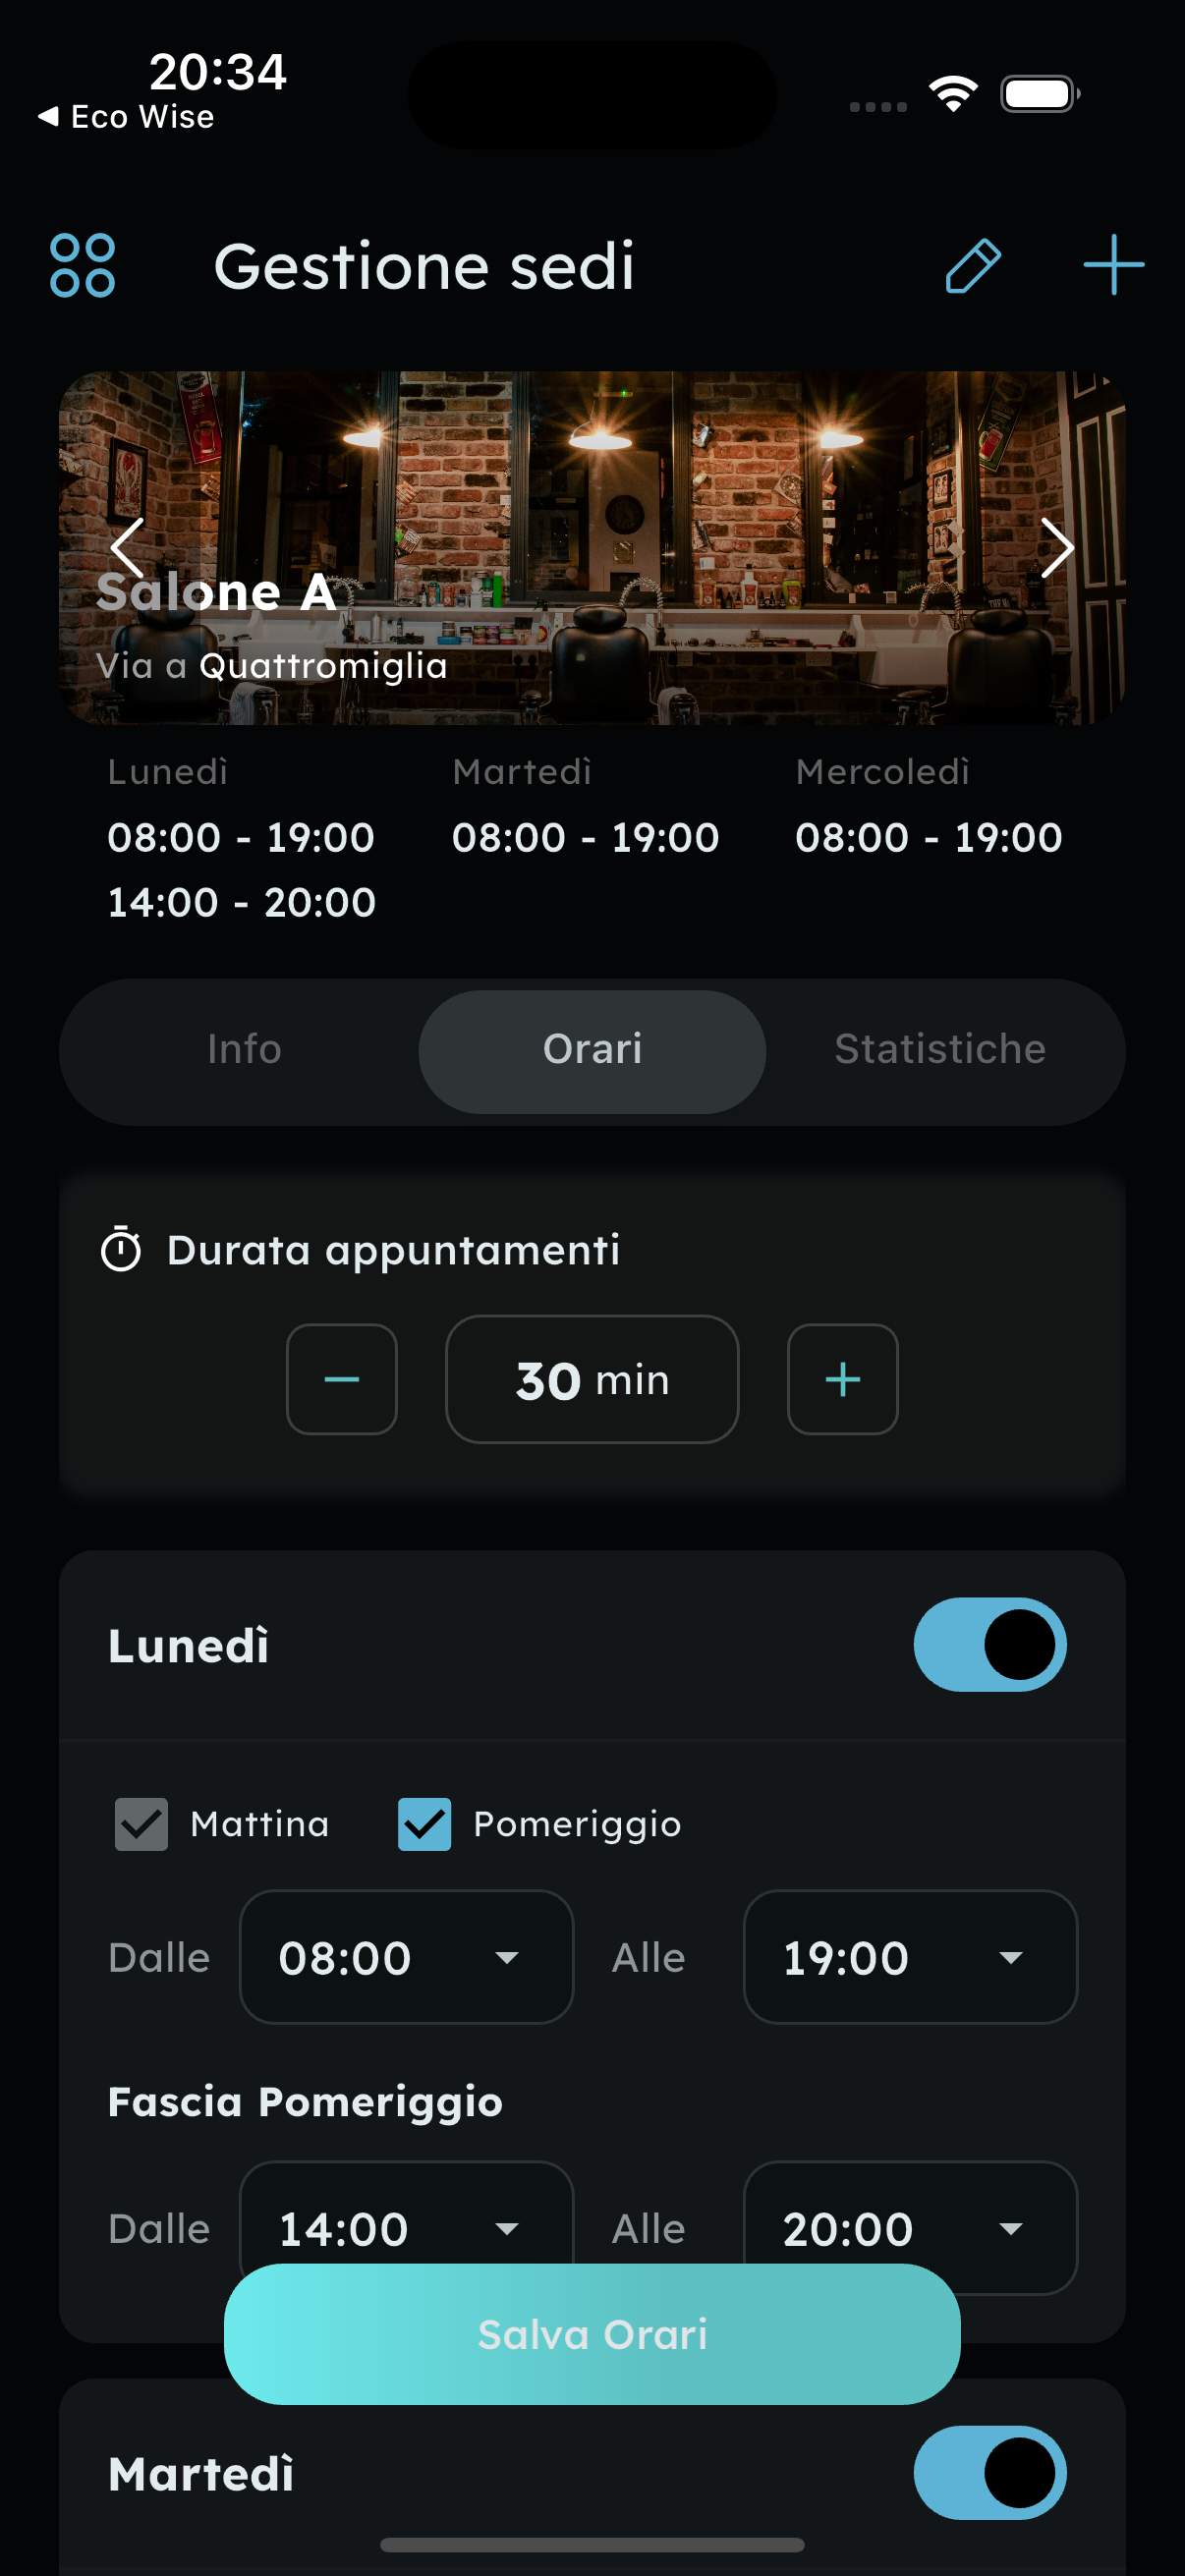 20:34
◀ Eco Wise
Gestione sedi
Salone A
Via a Quattromiglia
Lunedì Martedì Mercoledì
08:00 - 19:00 08:00 - 19:00 08:00 - 19:00
14:00 - 20:00
Info Orari Statistiche
Durata appuntamenti
30 min
Lunedì
Mattina Pomeriggio
Dalle 08:00 Alle 19:00
Fascia Pomeriggio
Dalle 14:00 Alle 20:00
Salva Orari
Martedì